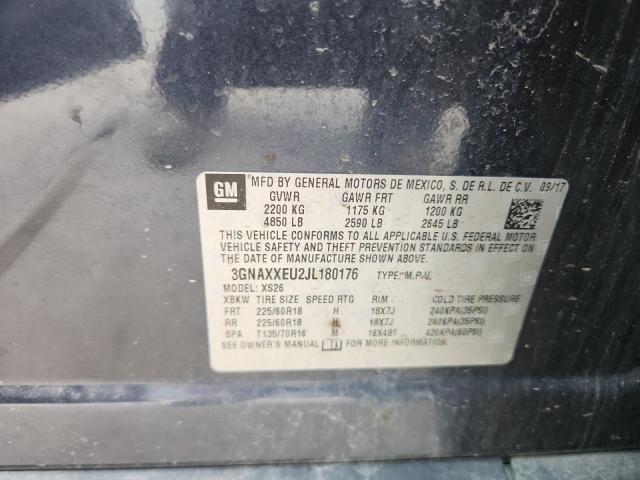 GM MFD BY GENERAL MOTORS DE MEXICO, S. DE R.L. DE C.V. 09/17
GVWR GAWR FRT GAWR RR
2200 KG 1175 KG 1200 KG
4850 LB 2590 LB 2645 LB
THIS VEHICLE CONFORMS TO ALL APPLICABLE U.S. FEDERAL MOTOR
VEHICLE SAFETY AND THEFT PREVENTION STANDARDS IN EFFECT ON
THE DATE OF MANUFACTURE SHOWN ABOVE.
3GNAXXEU2JL180176 TYPE: M.P.V.
MODEL: XS26
XBKW TIRE SIZE SPEED RTG RIM COLD TIRE PRESSURE
FRT 225/60R18 H 18X7J 240KPA(35PSI)
RR 225/60R18 H 18X7J 240KPA(35PSI)
SPA T135/70R16 M 16X4BT 420KPA(60PSI)
SEE OWNER'S MANUAL FOR ADDITIONAL INFORMATION.